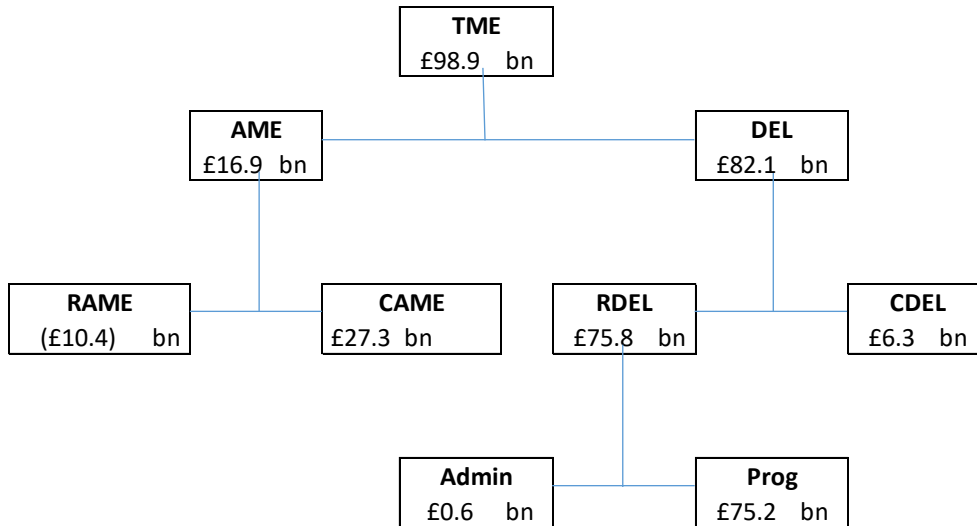 TME
£98.9 bn
AME
£16.9 bn
DEL
£82.1 bn
RAME
(£10.4) bn
CAME
£27.3 bn
RDEL
£75.8 bn
CDEL
£6.3 bn
Admin
£0.6 bn
Prog
£75.2 bn